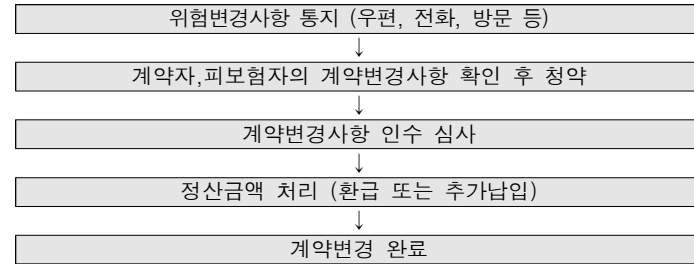 위험변경사항 통지 (우편, 전화, 방문 등)
↓
계약자,피보험자의 계약변경사항 확인 후 청약
↓
계약변경사항 인수 심사
↓
정산금액 처리 (환급 또는 추가납입)
↓
계약변경 완료